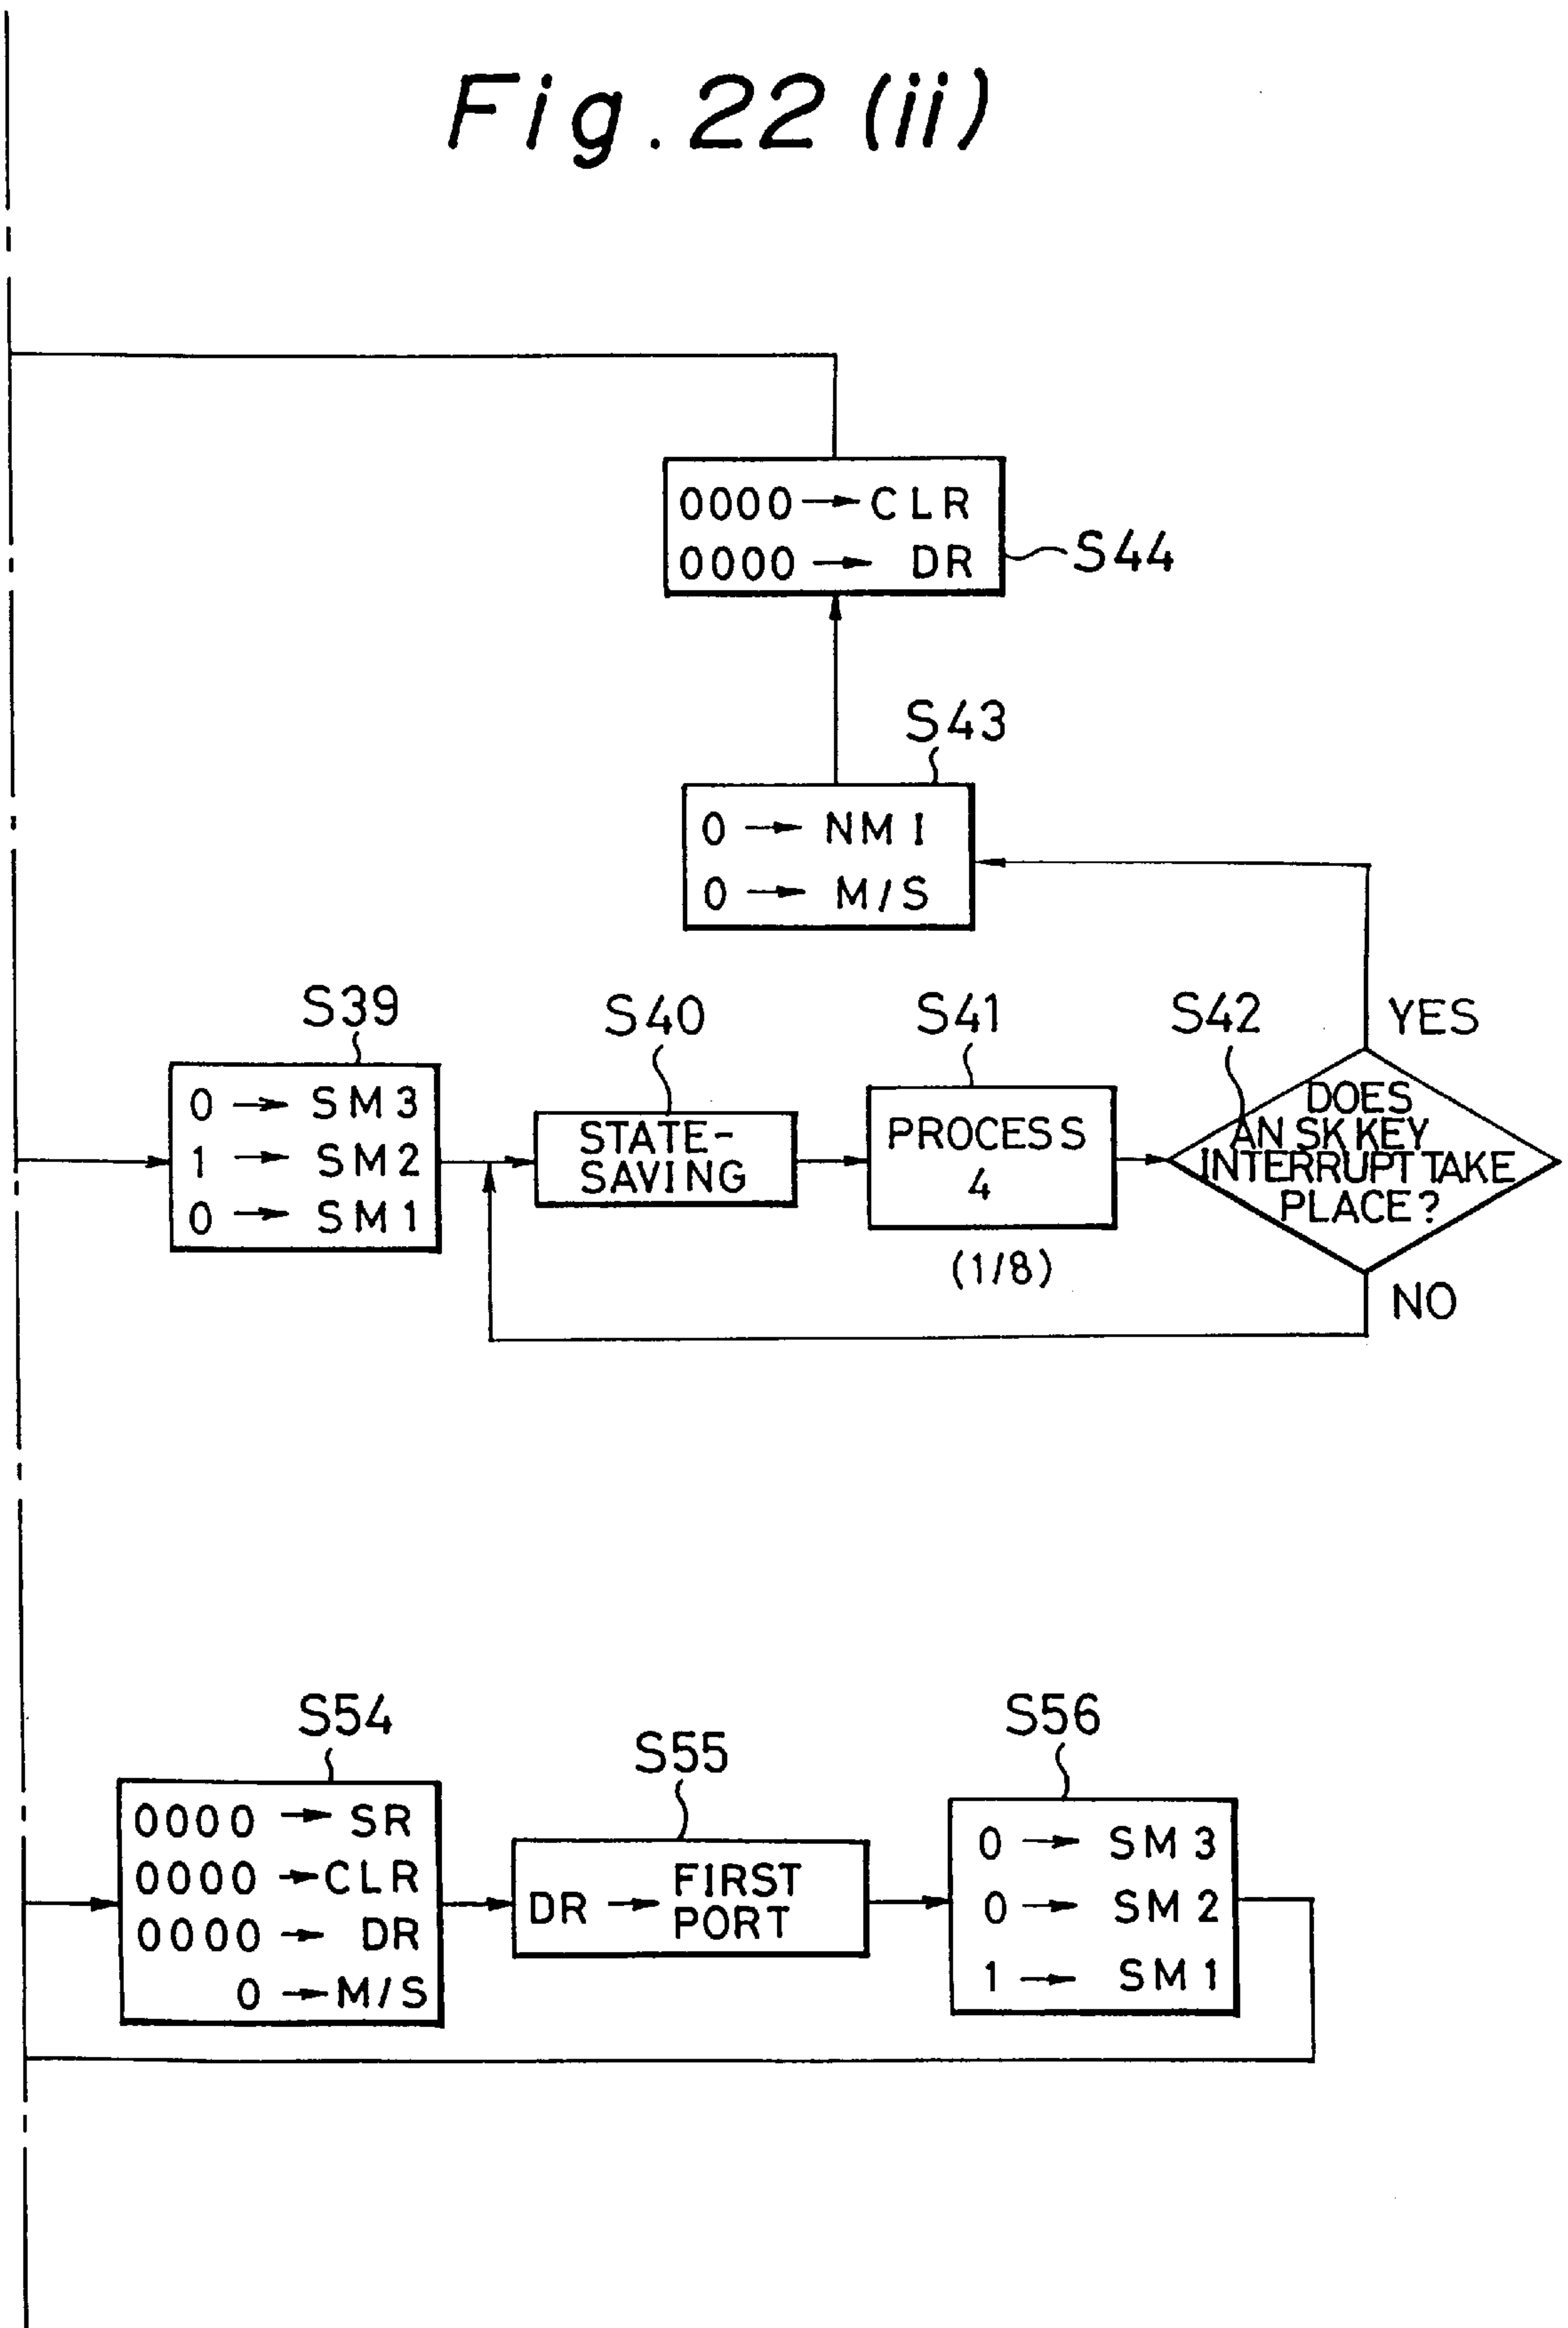 Fig. 22 (ii)
0000 → CLR
0000 → DR
S44
S43
0 → NMI
0 → M/S
S39
S40
S41
S42
YES
0 → SM3
1 → SM2
0 → SM1
STATE-
SAVING
PROCESS
4
(1/8)
DOES
AN SK KEY
INTERRUPT TAKE
PLACE?
NO
S54
S55
S56
0000 → SR
0000 → CLR
0000 → DR
0 → M/S
DR → FIRST
PORT
0 → SM3
0 → SM2
1 → SM1